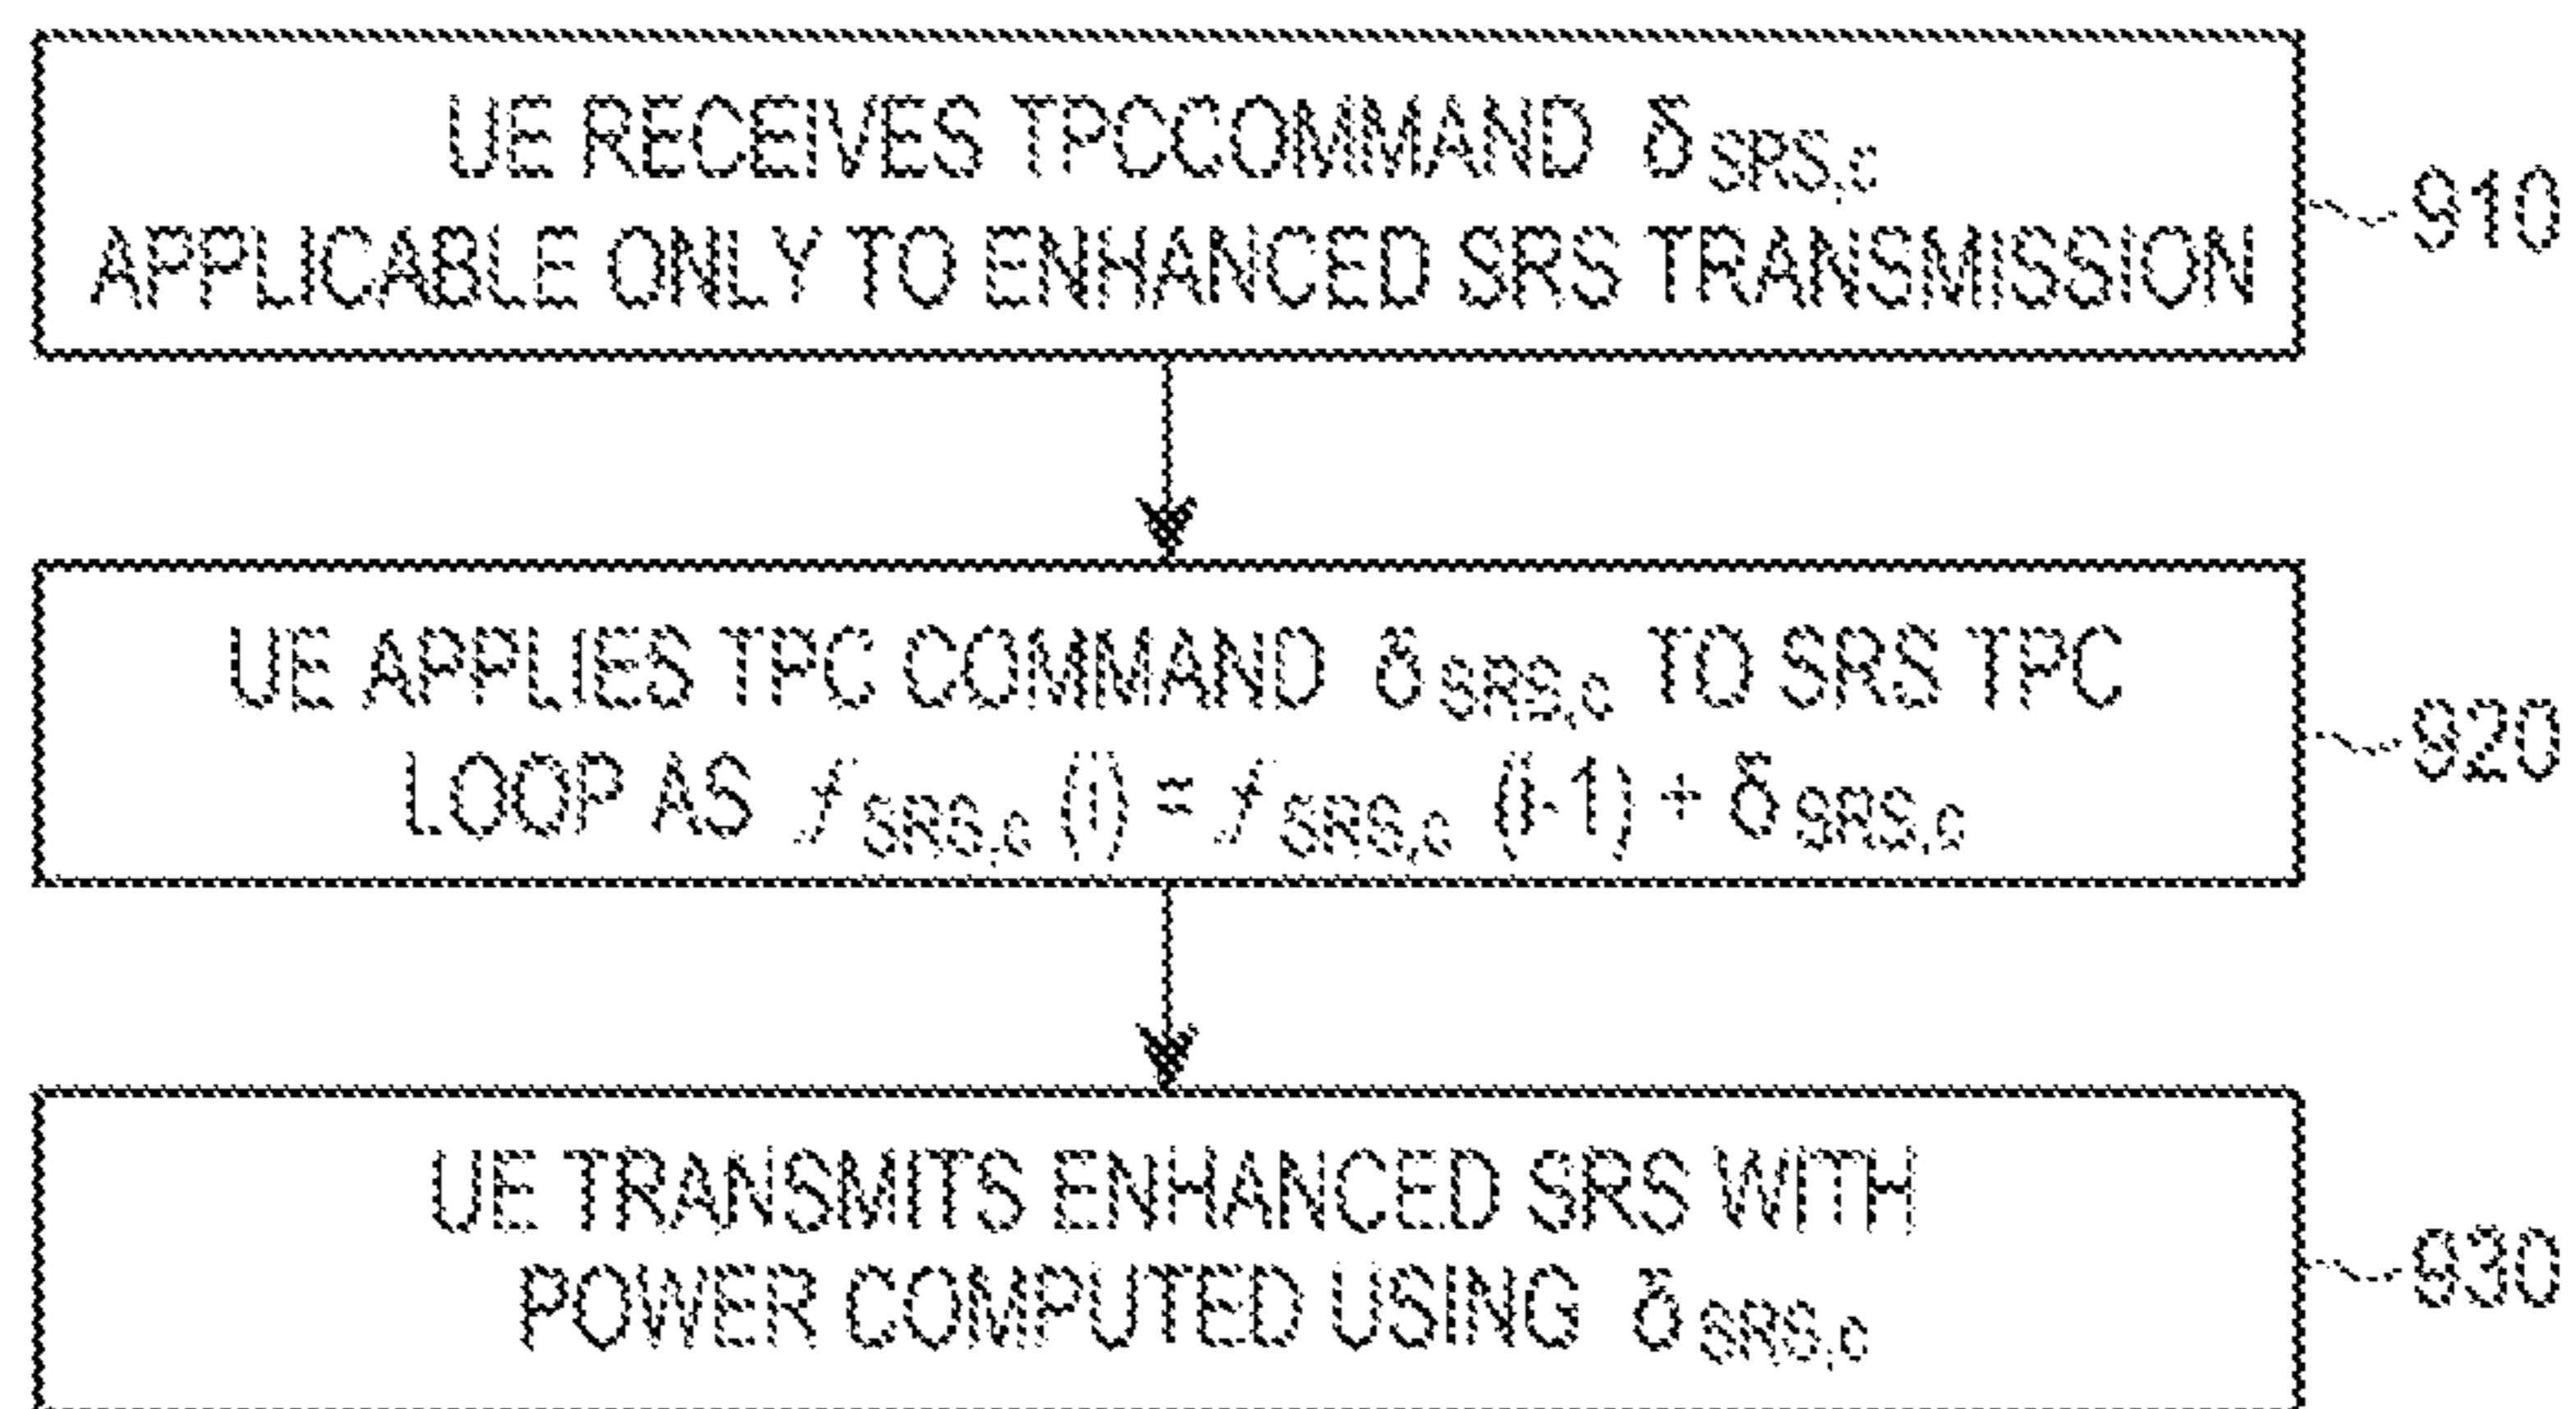 UE RECEIVES TPCCOMMAND δSRS,c
APPLICABLE ONLY TO ENHANCED SRS TRANSMISSION
910
UE APPLIES TPC COMMAND δSRS,c TO SRS TPC
LOOP AS fSRS,c (i) = fSRS,c (i-1) + δSRS,c
920
UE TRANSMITS ENHANCED SRS WITH
POWER COMPUTED USING δSRS,c
930